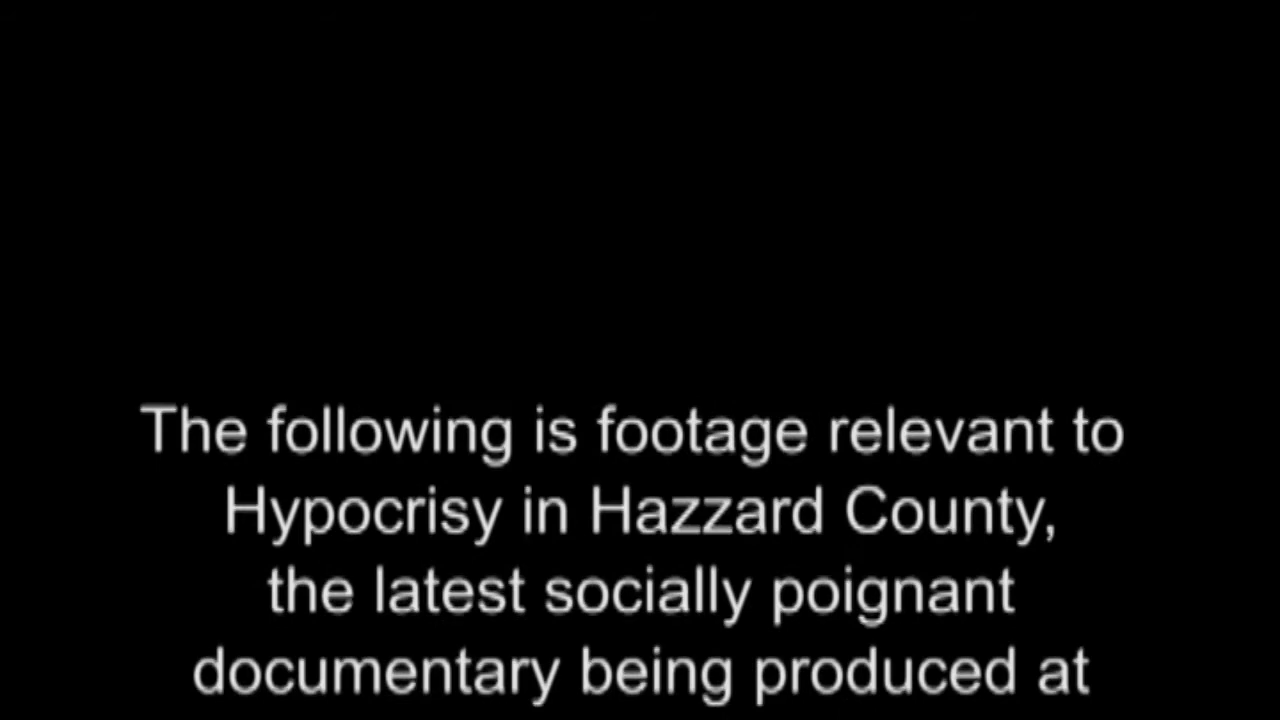 The following is footage relevant to
Hypocrisy in Hazzard County,
the latest socially poignant
documentary being produced at